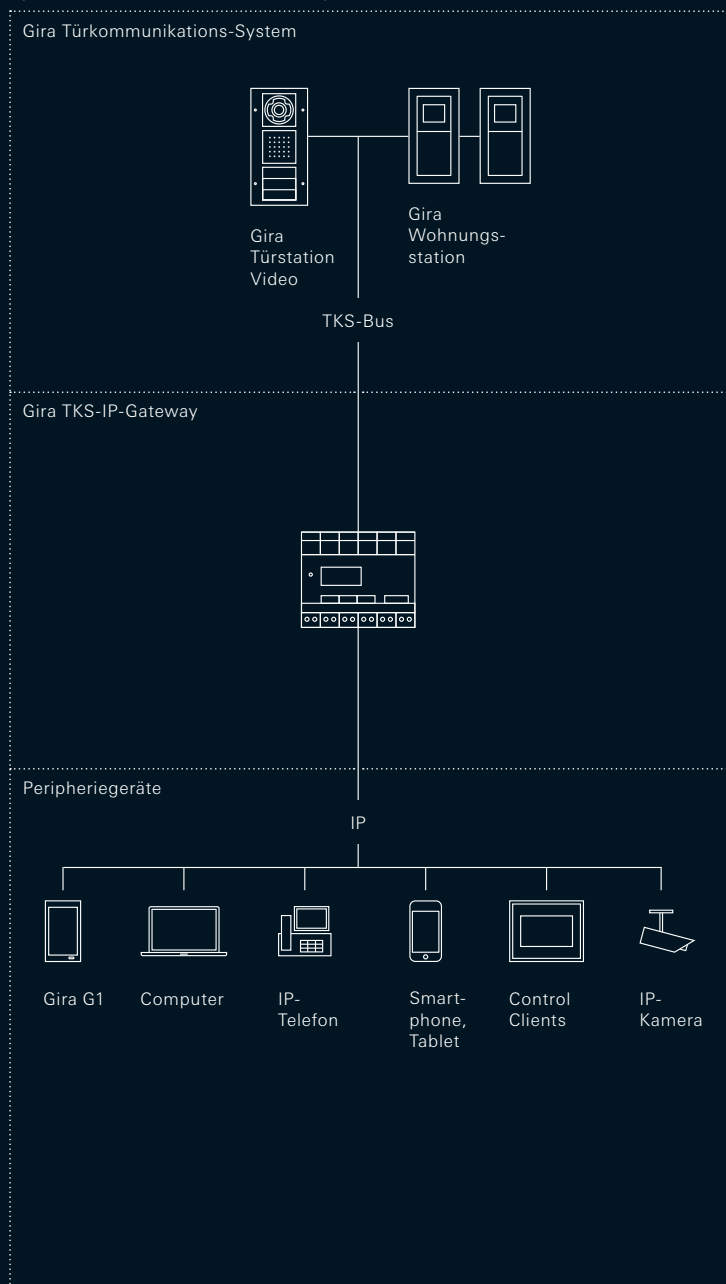 Gira Türkommunikations-System
Gira
Türstation
Video
Gira
Wohnungs-
station
TKS-Bus
Gira TKS-IP-Gateway
Peripheriegeräte
IP
Gira G1
Computer
IP-
Telefon
Smart-
phone,
Tablet
Control
Clients
IP-
Kamera